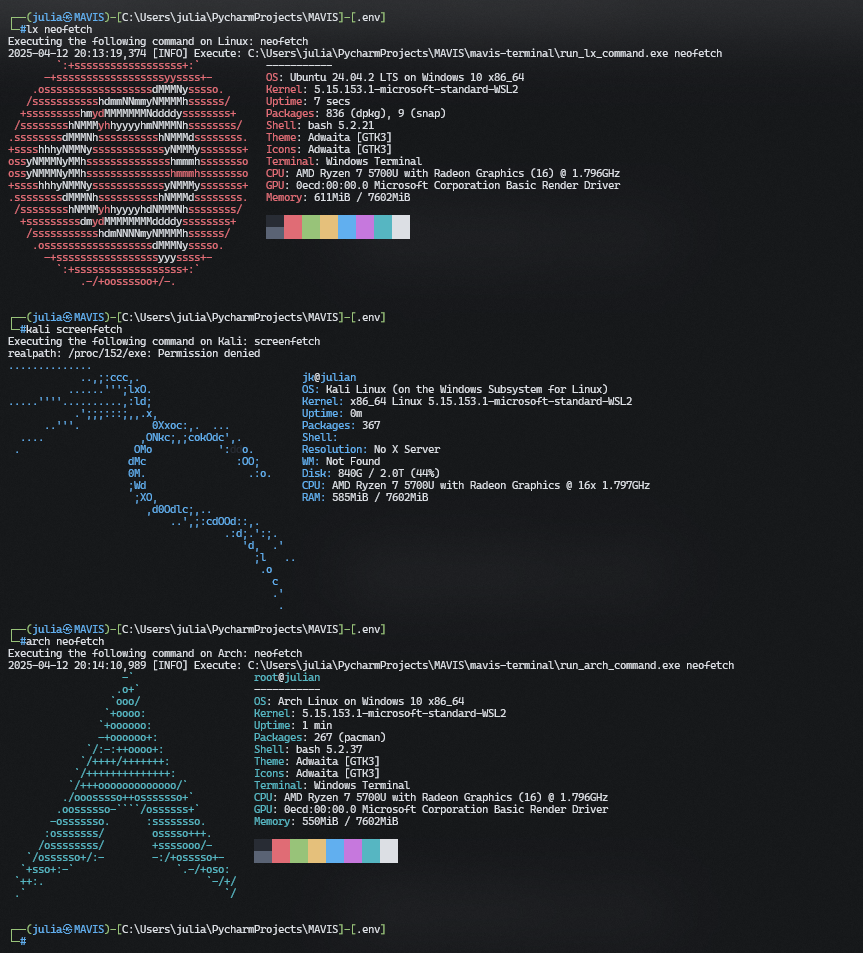 ┌──(julia㉿MAVIS)-[C:\Users\julia\PycharmProjects\MAVIS]-[.env]
└─#lx neofetch
Executing the following command on Linux: neofetch
2025-04-12 20:13:19,374 [INFO] Execute: C:\Users\julia\PycharmProjects\MAVIS\mavis-terminal\run_lx_command.exe neofetch
-----------
OS: Ubuntu 24.04.2 LTS on Windows 10 x86_64
Kernel: 5.15.153.1-microsoft-standard-WSL2
Uptime: 7 secs
Packages: 836 (dpkg), 9 (snap)
Shell: bash 5.2.21
Theme: Adwaita [GTK3]
Icons: Adwaita [GTK3]
Terminal: Windows Terminal
CPU: AMD Ryzen 7 5700U with Radeon Graphics (16) @ 1.796GHz
GPU: 0ecd:00:00.0 Microsoft Corporation Basic Render Driver
Memory: 611MiB / 7602MiB
┌──(julia㉿MAVIS)-[C:\Users\julia\PycharmProjects\MAVIS]-[.env]
└─#kali screenfetch
Executing the following command on Kali: screenfetch
realpath: /proc/152/exe: Permission denied
jk@julian
OS: Kali Linux (on the Windows Subsystem for Linux)
Kernel: x86_64 Linux 5.15.153.1-microsoft-standard-WSL2
Uptime: 0m
Packages: 367
Shell:
Resolution: No X Server
WM: Not Found
Disk: 840G / 2.0T (44%)
CPU: AMD Ryzen 7 5700U with Radeon Graphics @ 16x 1.797GHz
RAM: 585MiB / 7602MiB
┌──(julia㉿MAVIS)-[C:\Users\julia\PycharmProjects\MAVIS]-[.env]
└─#arch neofetch
Executing the following command on Arch: neofetch
2025-04-12 20:14:10,989 [INFO] Execute: C:\Users\julia\PycharmProjects\MAVIS\mavis-terminal\run_arch_command.exe neofetch
root@julian
-----------
OS: Arch Linux on Windows 10 x86_64
Kernel: 5.15.153.1-microsoft-standard-WSL2
Uptime: 1 min
Packages: 267 (pacman)
Shell: bash 5.2.37
Theme: Adwaita [GTK3]
Icons: Adwaita [GTK3]
Terminal: Windows Terminal
CPU: AMD Ryzen 7 5700U with Radeon Graphics (16) @ 1.796GHz
GPU: 0ecd:00:00.0 Microsoft Corporation Basic Render Driver
Memory: 550MiB / 7602MiB
┌──(julia㉿MAVIS)-[C:\Users\julia\PycharmProjects\MAVIS]-[.env]
└─#